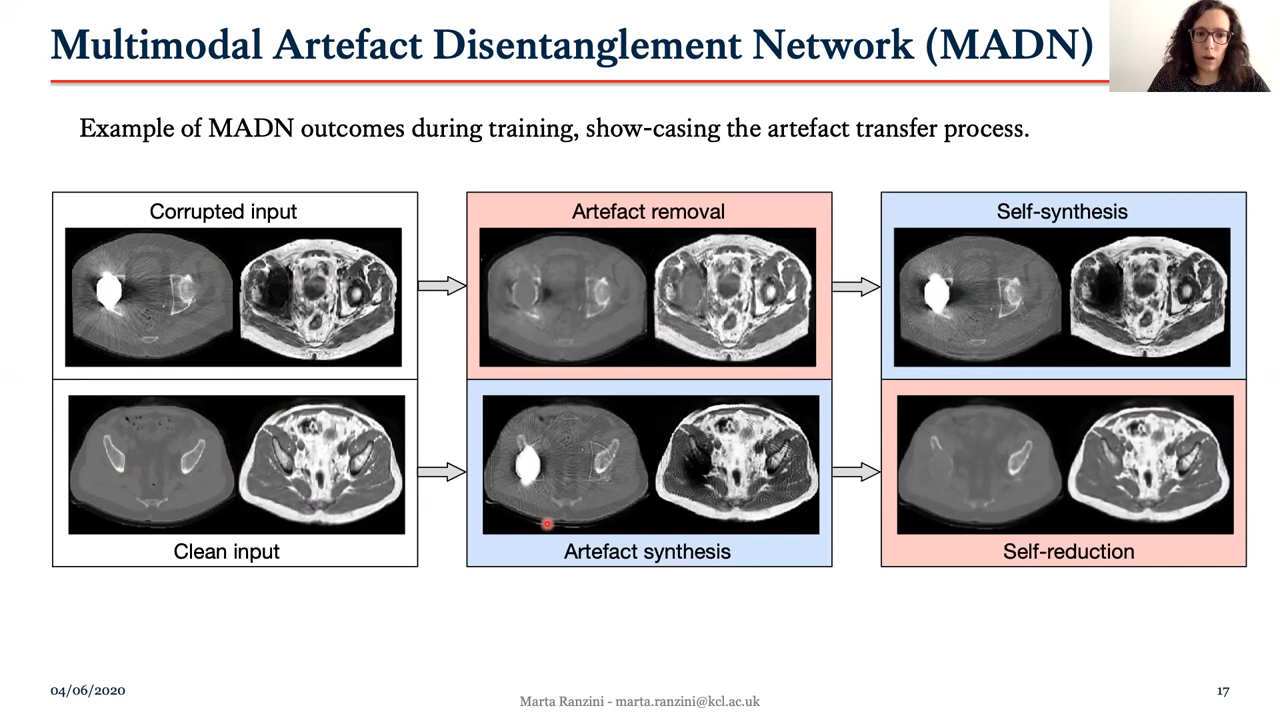 Multimodal Artefact Disentanglement Network (MADN)
Example of MADN outcomes during training, show-casing the artefact transfer process.
Corrupted input
Artefact removal
Self-synthesis
Clean input
Artefact synthesis
Self-reduction
04/06/2020
Marta Ranzini - marta.ranzini@kcl.ac.uk
17